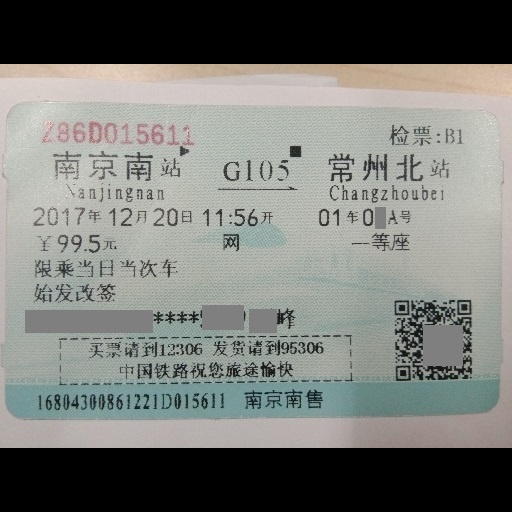 Z86D015611 检票:B1
南京南站 G105 常州北站
Nanjingnan Changzhoubei
2017年12月20日 11:56开 01车0 A号
￥99.5元 网 一等座
限乘当日当次车
始发改签
**** 峰
买票请到12306 发货请到95306
中国铁路祝您旅途愉快
16804300861221D015611 南京南售